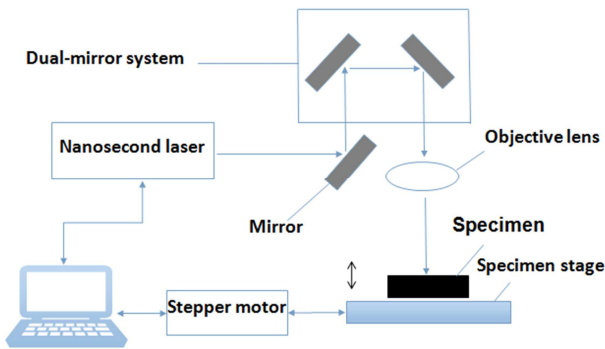 Dual-mirror system
Nanosecond laser
Objective lens
Mirror
Specimen
Specimen stage
Stepper motor